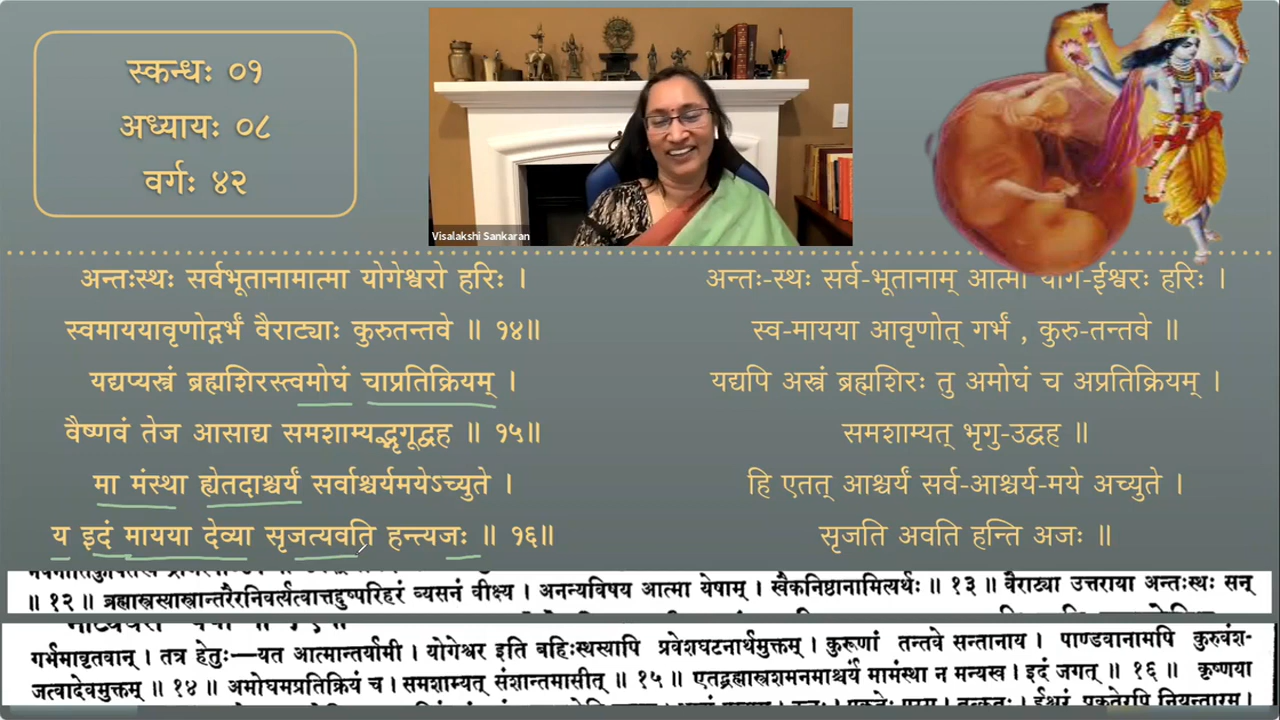 स्कन्धः ०१
अध्यायः ०८
वर्गः ४२
Visalakshi Sankaran
अन्तःस्थः सर्वभूतानामात्मा योगेश्वरो हरिः ।
स्वमाययावृणोद्गर्भं वैराट्याः कुरुतन्तवे ॥ १४॥
यद्यप्यस्त्रं ब्रह्मशिरस्त्वमोघं चाप्रतिक्रियम् ।
वैष्णवं तेज आसाद्य समशाम्यद्भृगूद्वह ॥ १५॥
मा मंस्था ह्येतदाश्चर्यं सर्वाश्चर्यमयेऽच्युते ।
य इदं मायया देव्या सृजत्यवति हन्त्यजः ॥ १६॥
अन्तः-स्थः सर्व-भूतानाम् आत्मा योग-ईश्वरः हरिः ।
स्व-मायया आवृणोत् गर्भं , कुरु-तन्तवे ॥
यद्यपि अस्त्रं ब्रह्मशिरः तु अमोघं च अप्रतिक्रियम् ।
समशाम्यत् भृगु-उद्वह ॥
हि एतत् आश्चर्यं सर्व-आश्चर्य-मये अच्युते ।
सृजति अवति हन्ति अजः ॥
॥ १२ ॥ ब्रह्मास्त्रस्यास्त्रान्तरैरनिवर्त्यत्वात्तद्दुष्परिहरं व्यसनं वीक्ष्य । अनन्यविषय आत्मा येषाम् । स्वैकनिष्ठानामित्यर्थः ॥ १३ ॥ वैराट्या उत्तराया अन्तःस्थः सन्
गर्भमावृतवान् । तत्र हेतुः—यत आत्मान्तर्यामी । योगेश्वर इति बहिःस्थस्यापि प्रवेशघटनार्थमुक्तम् । कुरूणां तन्तवे सन्तानाय । पाण्डवानामपि कुरुवंश-
जत्वादेवमुक्तम् ॥ १४ ॥ अमोघमप्रतिक्रियं च । समशाम्यत् संशान्तमासीत् ॥ १५ ॥ एतद्ब्रह्मास्त्रशमनमाश्चर्यं मामंस्था न मन्यस्व । इदं जगत् ॥ १६ ॥ कृष्णया